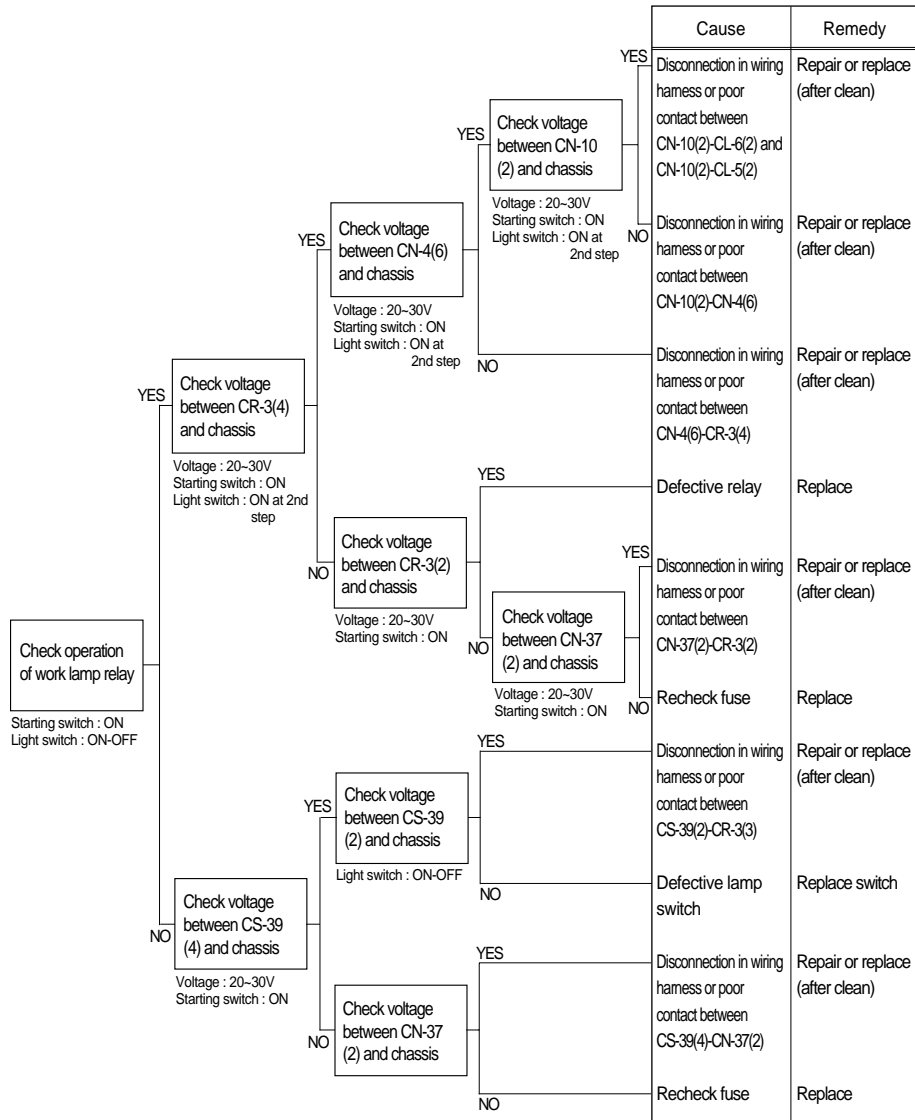 Cause
Remedy
YES
Disconnection in wiring
harness or poor
contact between
CN-10(2)-CL-6(2) and
CN-10(2)-CL-5(2)
Repair or replace
(after clean)
YES
Check voltage
between CN-10
(2) and chassis
Voltage : 20~30V
Starting switch : ON
Light switch : ON at
2nd step
NO
Disconnection in wiring
harness or poor
contact between
CN-10(2)-CN-4(6)
Repair or replace
(after clean)
YES
Check voltage
between CN-4(6)
and chassis
Voltage : 20~30V
Starting switch : ON
Light switch : ON at
2nd step
NO
Disconnection in wiring
harness or poor
contact between
CN-4(6)-CR-3(4)
Repair or replace
(after clean)
YES
Check voltage
between CR-3(4)
and chassis
Voltage : 20~30V
Starting switch : ON
Light switch : ON at 2nd
step
YES
Defective relay
Replace
NO
Check voltage
between CR-3(2)
and chassis
Voltage : 20~30V
Starting switch : ON
YES
Disconnection in wiring
harness or poor
contact between
CN-37(2)-CR-3(2)
Repair or replace
(after clean)
NO
Check voltage
between CN-37
(2) and chassis
Voltage : 20~30V
Starting switch : ON
NO
Recheck fuse
Replace
Check operation
of work lamp relay
Starting switch : ON
Light switch : ON-OFF
YES
Disconnection in wiring
harness or poor
contact between
CS-39(2)-CR-3(3)
Repair or replace
(after clean)
YES
Check voltage
between CS-39
(2) and chassis
Light switch : ON-OFF
NO
Defective lamp
switch
Replace switch
NO
Check voltage
between CS-39
(4) and chassis
Voltage : 20~30V
Starting switch : ON
YES
Disconnection in wiring
harness or poor
contact between
CS-39(4)-CN-37(2)
Repair or replace
(after clean)
NO
Check voltage
between CN-37
(2) and chassis
NO
Recheck fuse
Replace